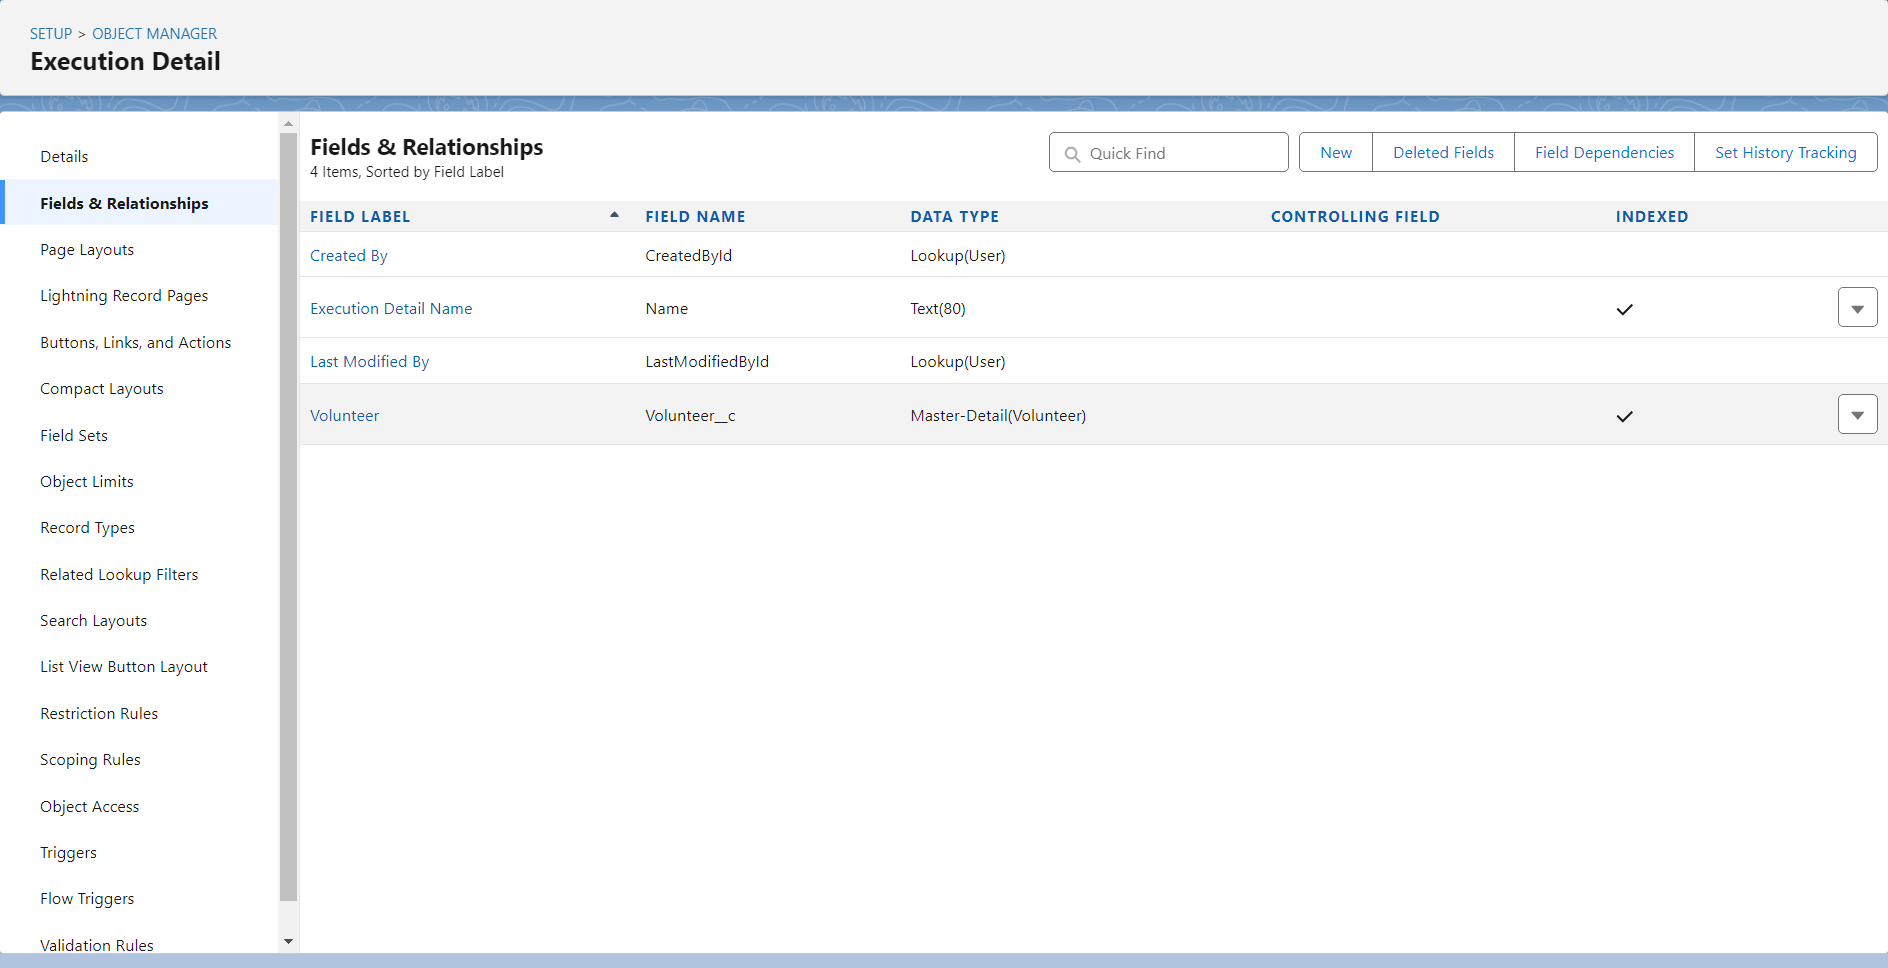 SETUP > OBJECT MANAGER
Execution Detail
Details
Fields & Relationships
Page Layouts
Lightning Record Pages
Buttons, Links, and Actions
Compact Layouts
Field Sets
Object Limits
Record Types
Related Lookup Filters
Search Layouts
List View Button Layout
Restriction Rules
Scoping Rules
Object Access
Triggers
Flow Triggers
Validation Rules
Fields & Relationships
4 Items, Sorted by Field Label
Quick Find
New Deleted Fields Field Dependencies Set History Tracking
FIELD LABEL FIELD NAME DATA TYPE CONTROLLING FIELD INDEXED
Created By CreatedById Lookup(User)
Execution Detail Name Name Text(80)
Last Modified By LastModifiedById Lookup(User)
Volunteer Volunteer__c Master-Detail(Volunteer)